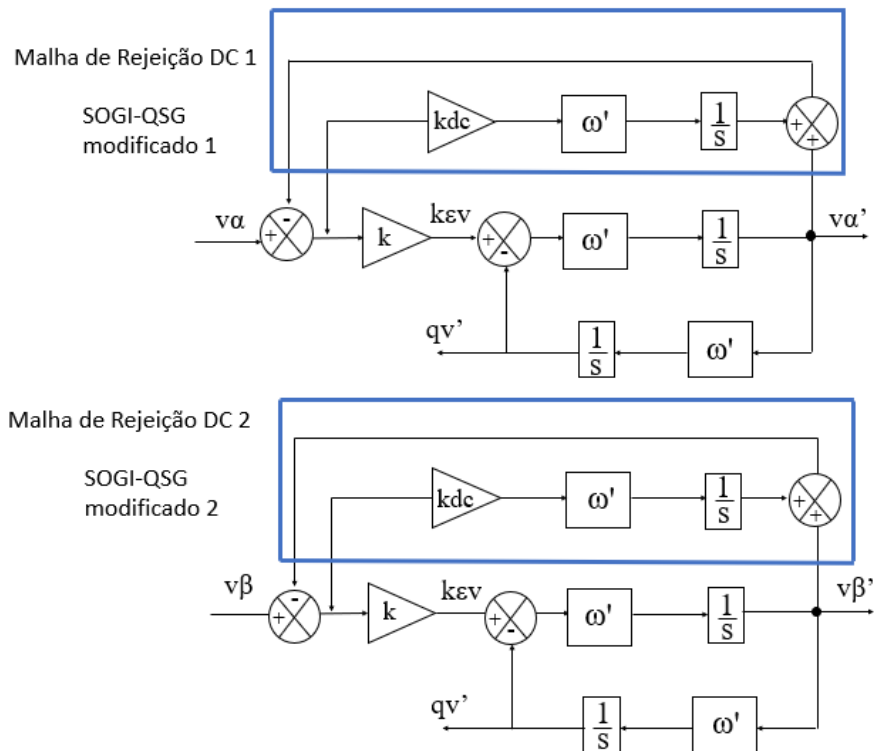 Malha de Rejeição DC 1
SOGI-QSG
modificado 1
kdc
ω'
1
s
+
+
vα
-
+
k
kεv
+
-
ω'
1
s
vα’
qv’
1
s
ω'
Malha de Rejeição DC 2
SOGI-QSG
modificado 2
kdc
ω'
1
s
+
+
vβ
-
+
k
kεv
+
-
ω'
1
s
vβ’
qv’
1
s
ω'